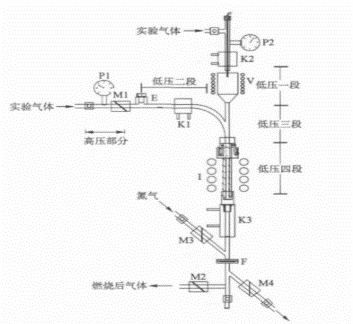 实验气体
P2
K2
P1
M1
低压二段
V
低压一段
E
实验气体
K1
低压三段
高压部分
I
低压四段
氮气
K3
M3
F
M2
M4
燃烧后气体